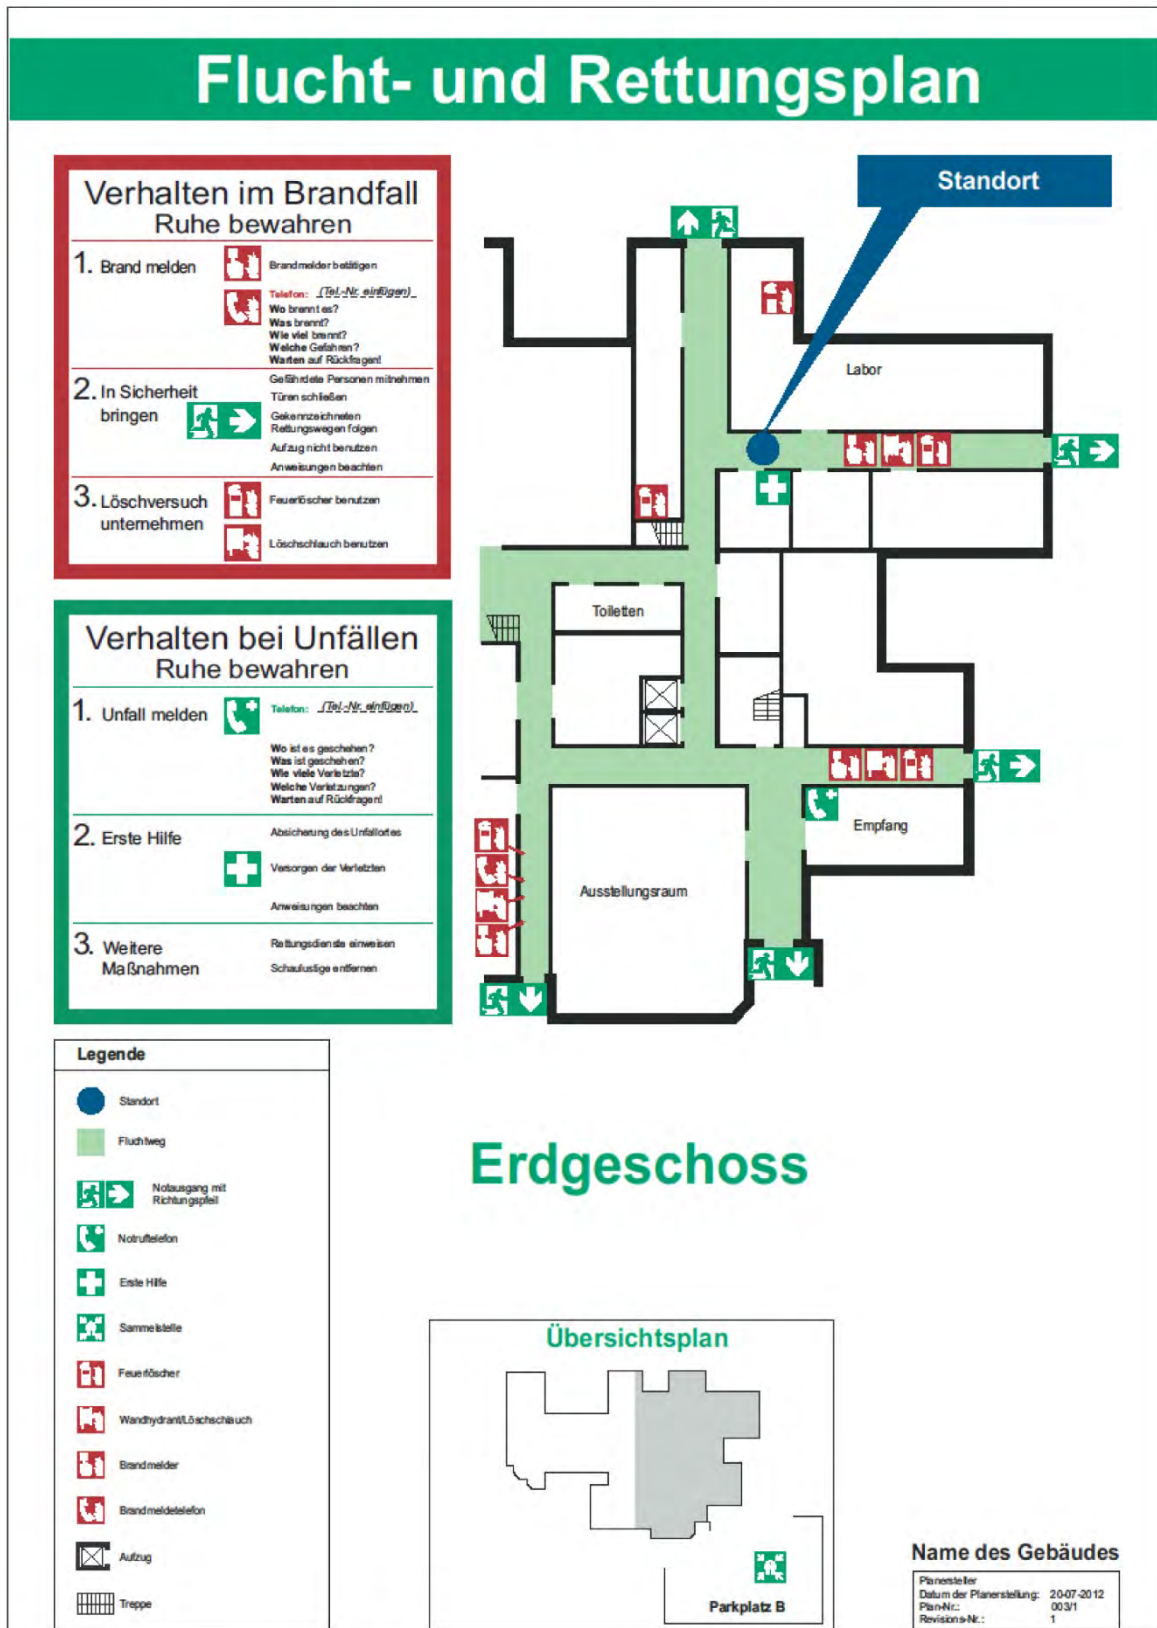 Flucht- und Rettungsplan
Verhalten im Brandfall
Ruhe bewahren
1. Brand melden
Brandmelder betätigen
Telefon: (Tel.-Nr. einfügen)
Wo brennt es?
Was brennt?
Wie viel brennt?
Welche Gefahren?
Warten auf Rückfragen!
2. In Sicherheit
bringen
Gefährdete Personen mitnehmen
Türen schließen
Gekennzeichneten
Rettungswegen folgen
Aufzug nicht benutzen
Anweisungen beachten
3. Löschversuch
unternehmen
Feuerlöscher benutzen
Löschschlauch benutzen
Verhalten bei Unfällen
Ruhe bewahren
1. Unfall melden
Telefon: (Tel.-Nr. einfügen)
Wo ist es geschehen?
Was ist geschehen?
Wie viele Verletzte?
Welche Verletzungen?
Warten auf Rückfragen!
2. Erste Hilfe
Absicherung des Unfallortes
Versorgen der Verletzten
Anweisungen beachten
3. Weitere
Maßnahmen
Rettungsdienste einweisen
Schaulustige entfernen
Standort
Labor
Toiletten
Empfang
Ausstellungsraum
Legende
Standort
Fluchtweg
Notausgang mit
Richtungspfeil
Notruftelefon
Erste Hilfe
Sammelstelle
Feuerlöscher
Wandhydrant/Löschschlauch
Brandmelder
Brandmeldetelefon
Aufzug
Treppe
Erdgeschoss
Übersichtsplan
Parkplatz B
Name des Gebäudes
Planersteller
Datum der Planerstellung: 20-07-2012
Plan-Nr.: 003/1
Revisions-Nr.: 1